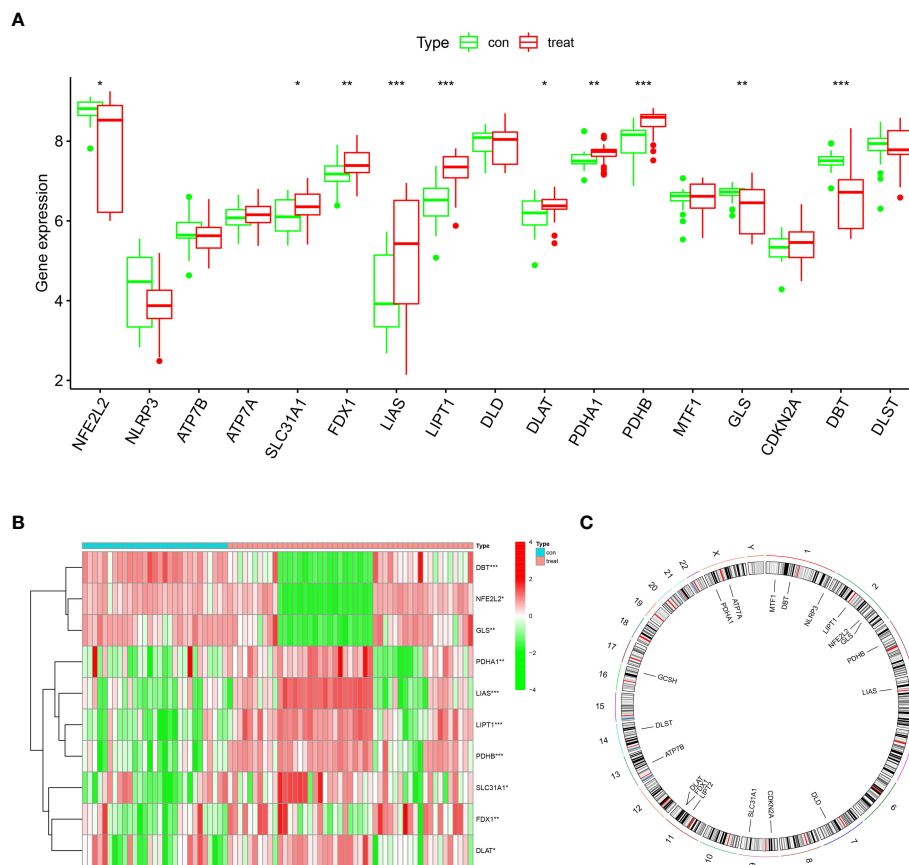 A
Type con treat
Gene expression
8
6
4
2
* * ** *** *** * ** *** ** ***
NFE2L2
NLRP3
ATP7B
ATP7A
SLC31A1
FDX1
LIAS
LIPT1
DLD
DLAT
PDHA1
PDHB
MTF1
GLS
CDKN2A
DBT
DLST
B
Type
DBT***
NFE2L2*
GLS**
PDHA1**
LIAS***
LIPT1***
PDHB***
SLC31A1*
FDX1**
DLAT*
4
2
0
−2
−4
Type
con
treat
C
1
2
6
7
8
9
10
11
12
13
14
15
16
17
18
19
20
21
22
X
Y
MTF1
DBT
NLRP3
LIPT1
NFE2L2
GLS
PDHB
LIAS
DLD
CDKN2A
SLC31A1
LIPT2
FDX1
DLAT
ATP7B
DLST
GCSH
PDHA1
ATP7A